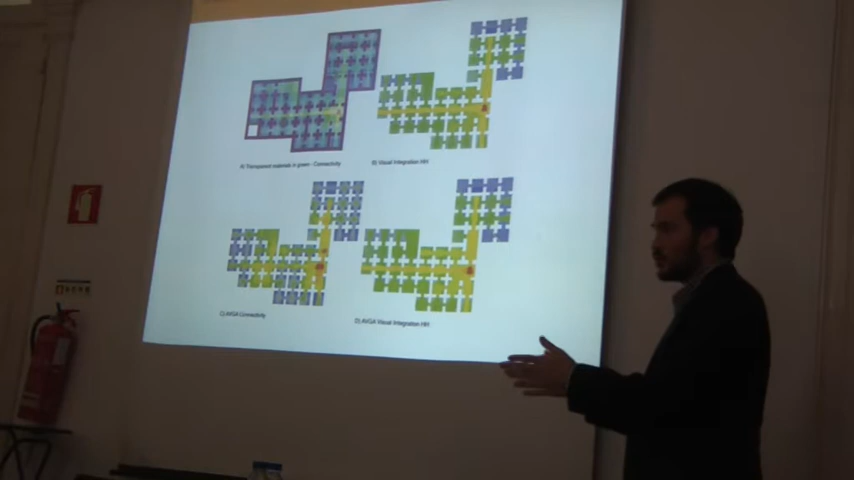 A) Transparent materials in green - Connectivity
B) Visual Integration HH
C) AVGA Connectivity
D) AVGA Visual Integration HH